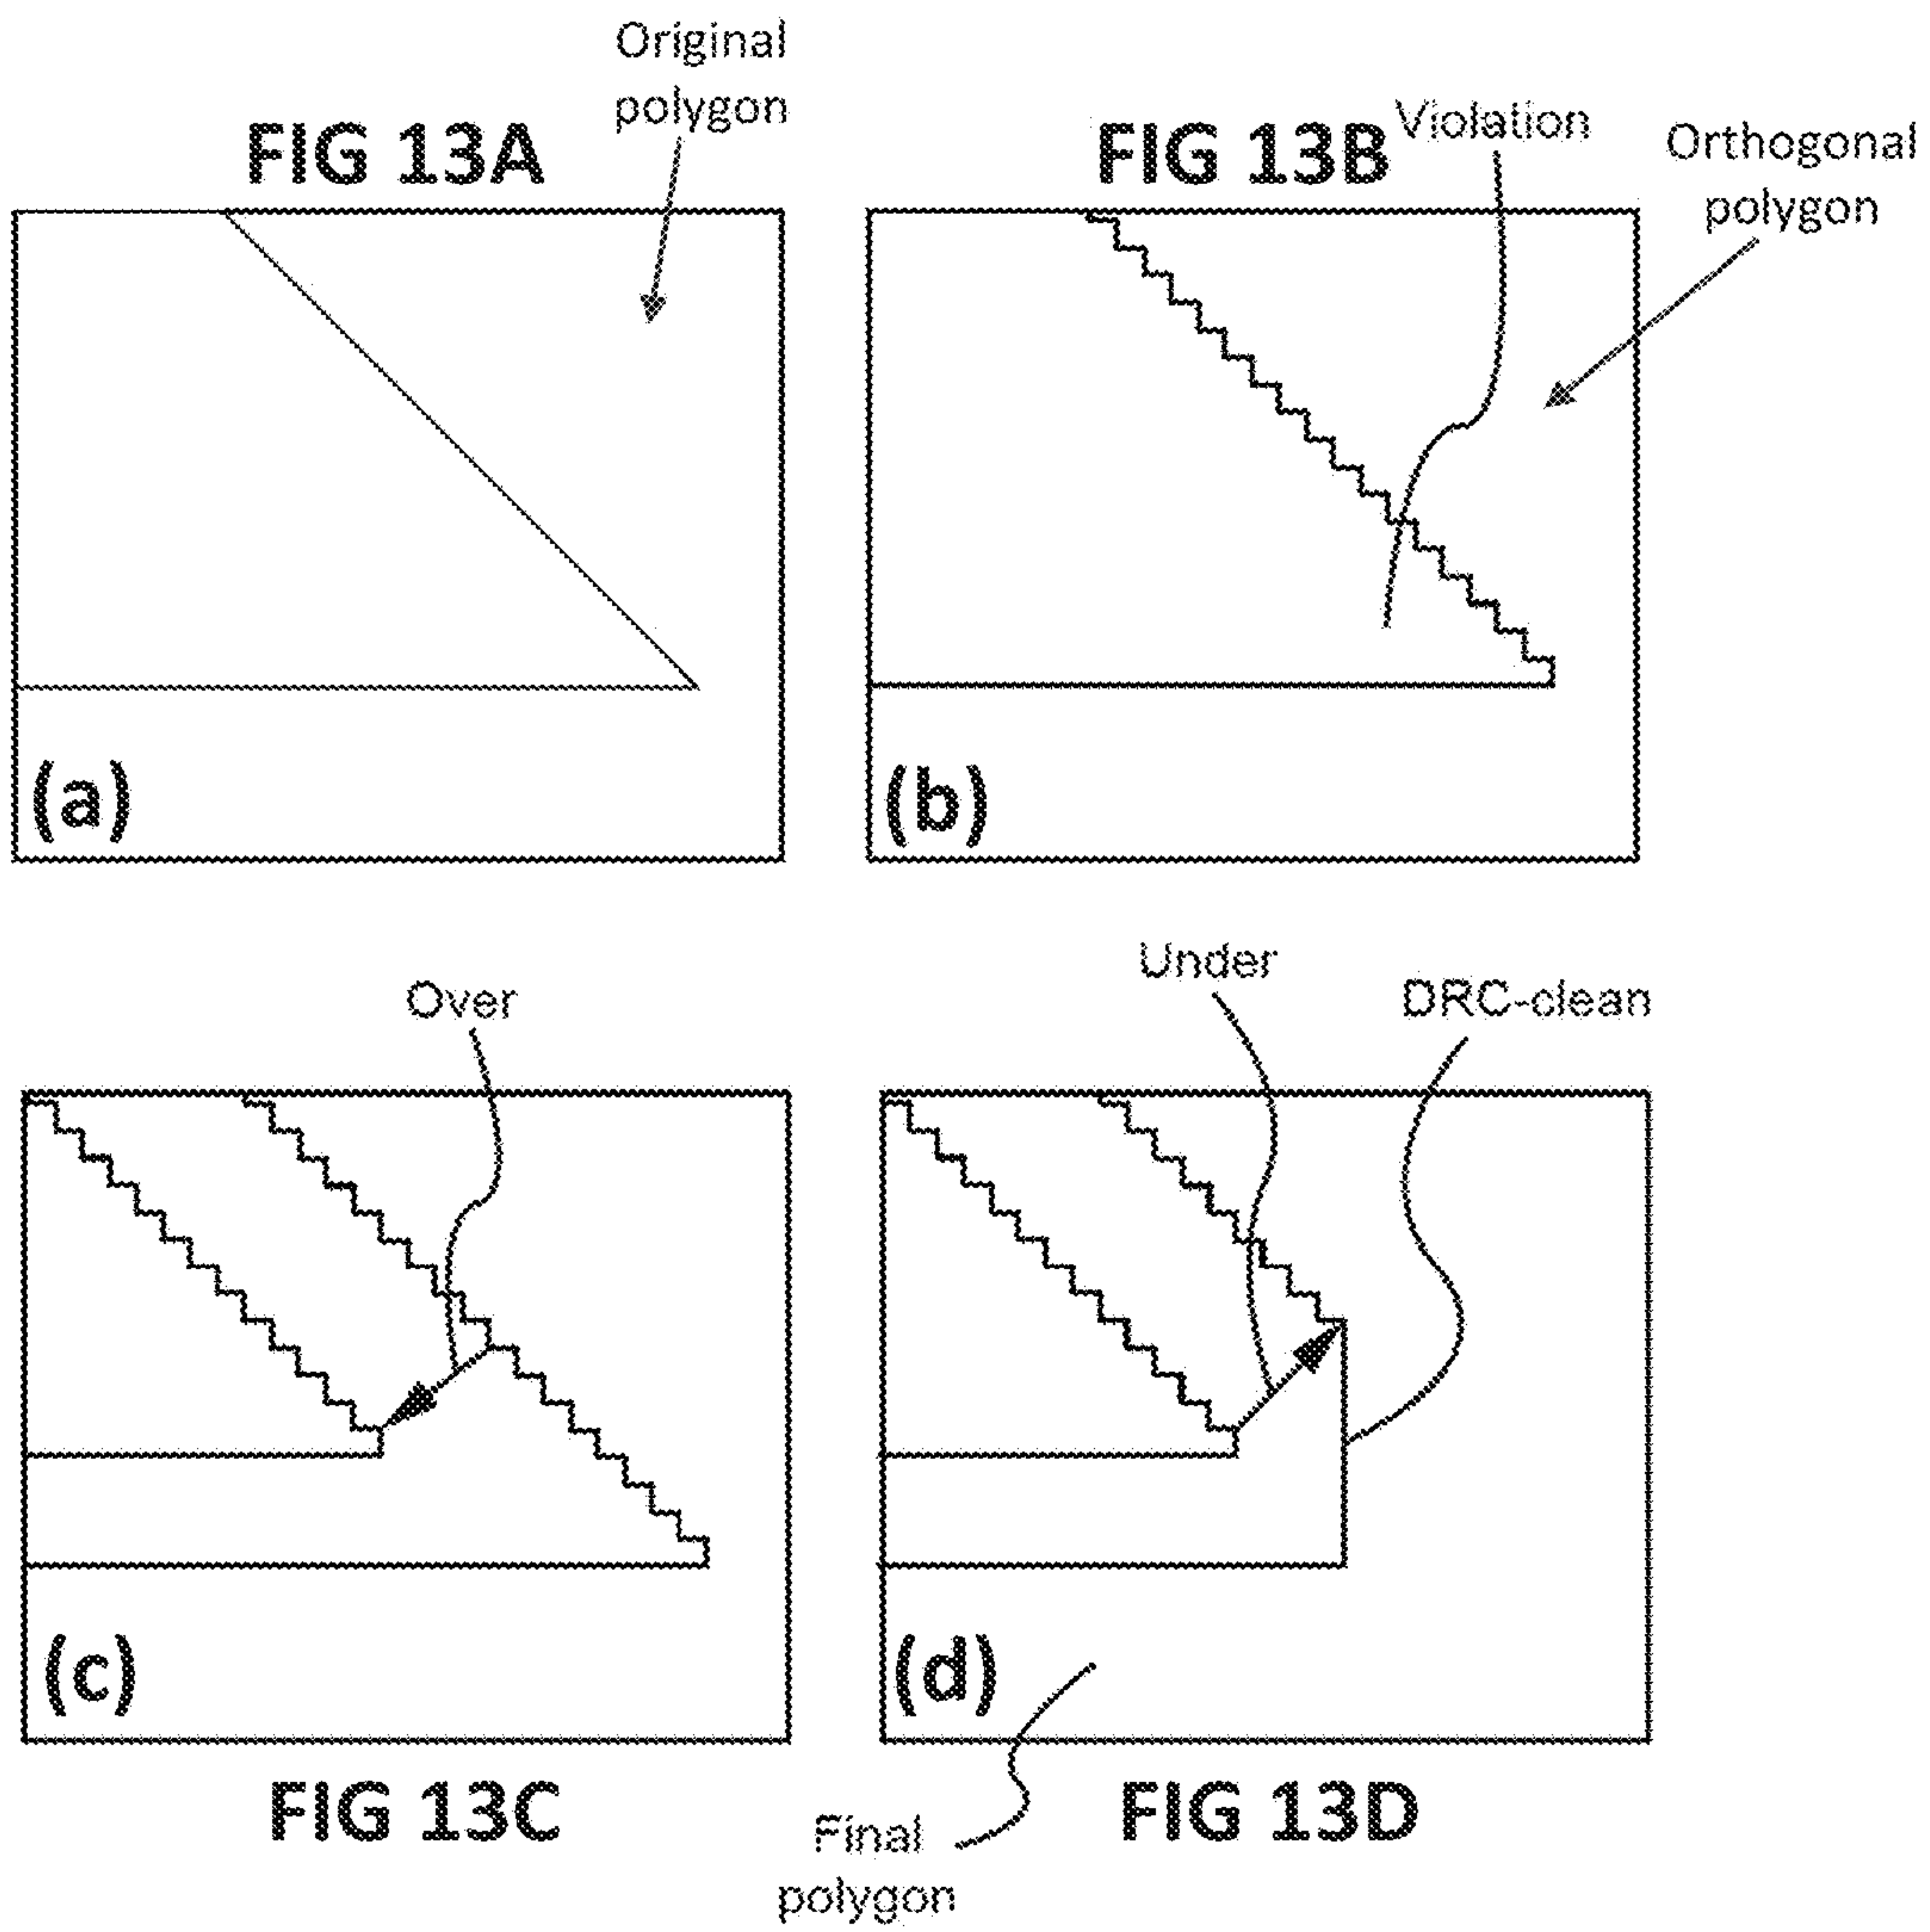 Original
polygon
FIG 13A
FIG 13B
Violation
Orthogonal
polygon
(a)
(b)
Over
Under
DRC-clean
(c)
(d)
FIG 13C
FIG 13D
Final
polygon